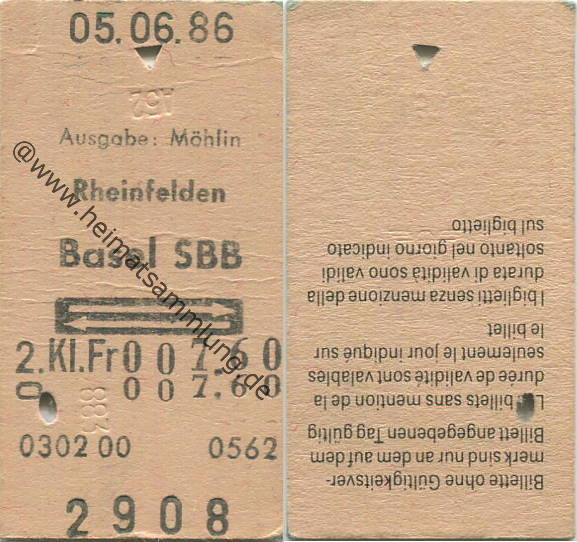 05.06.86
Ausgabe: Möhlin
Rheinfelden
Basel SBB
2. Kl. Fr 0 0 7.60
0 0 0 7.60
030200 0562
2908
@www.heimatsammlung.de
Billette ohne Gültigkeitsver-
merk sind nur an dem auf dem
Billett angegebenen Tag gültig
Les billets sans mention de la
durée de validité sont valables
seulement le jour indiqué sur
le billet
I biglietti senza menzione della
durata di validità sono validi
soltanto nel giorno indicato
sul biglietto